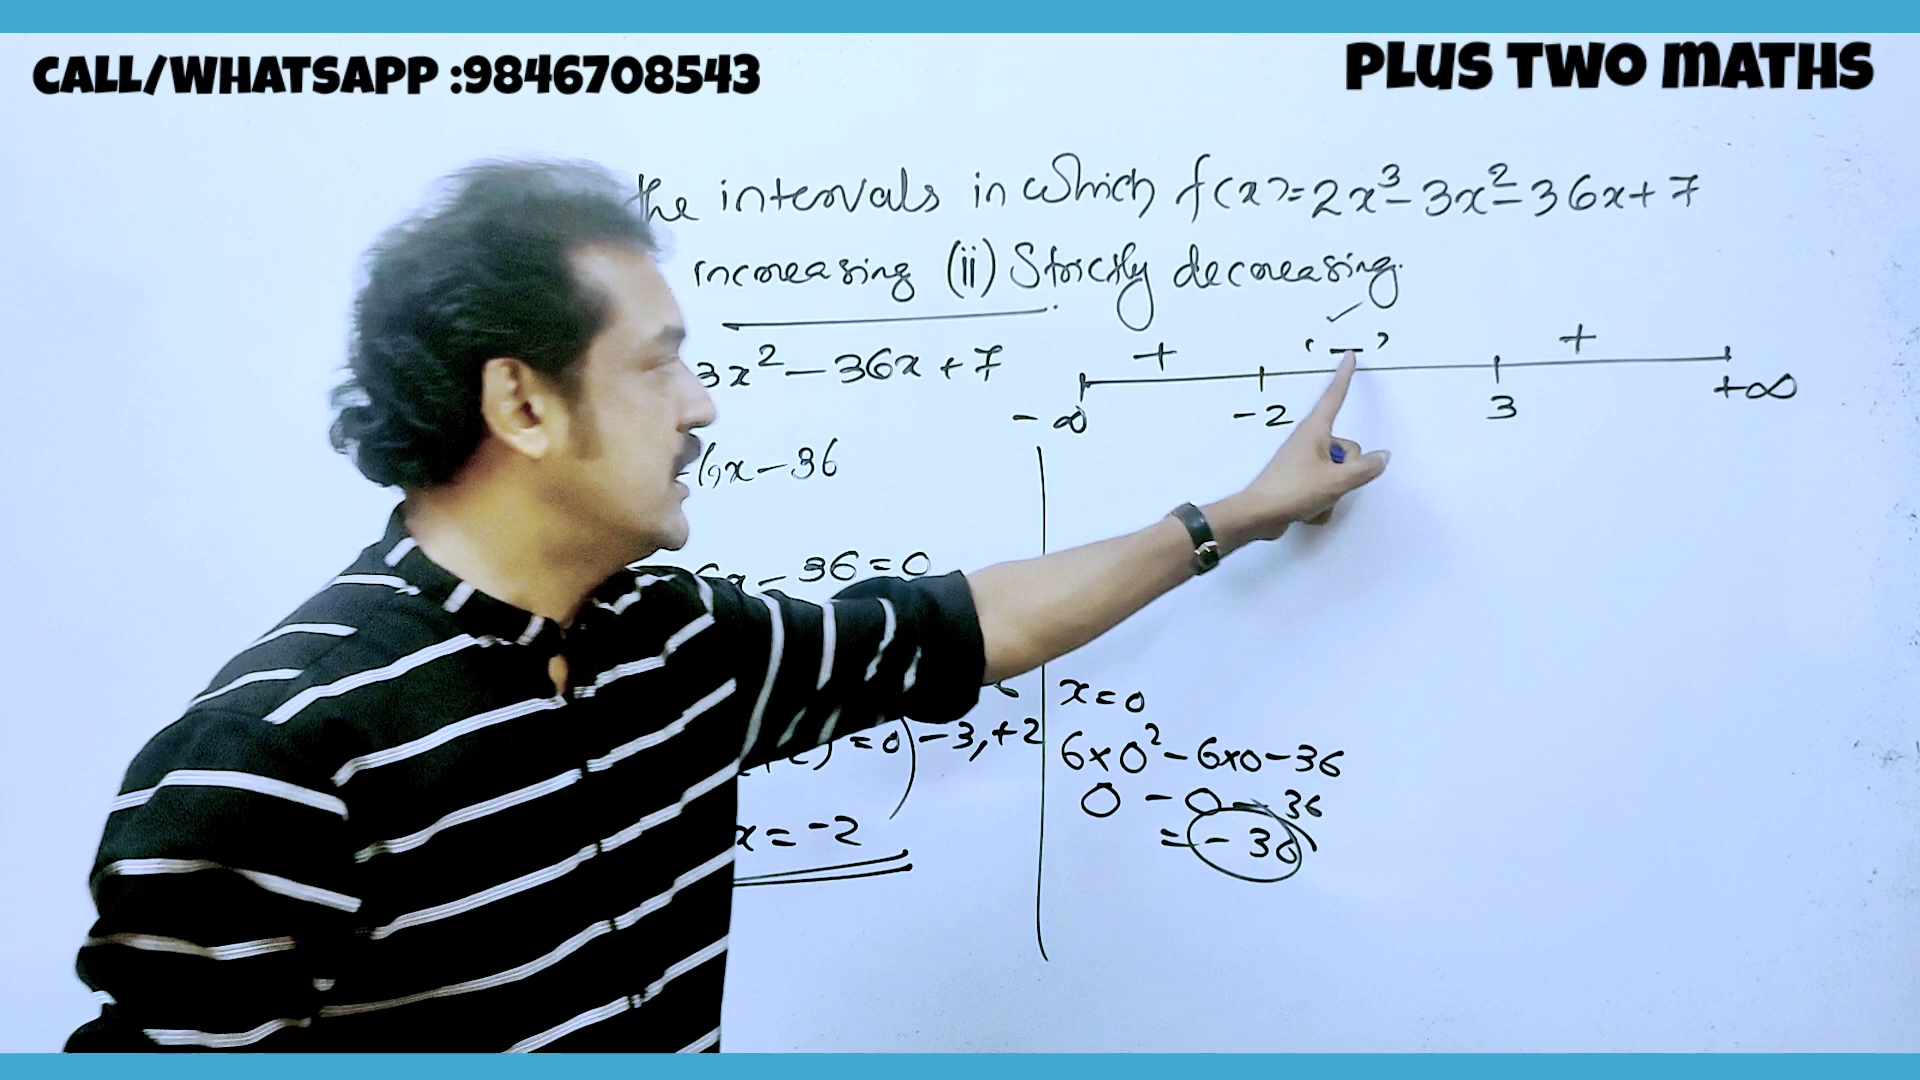 CALL/WHATSAPP :9846708543
PLUS TWO MATHS
the intervals in which f(x)=2x³-3x²-36x+7
increasing (ii) Strictly decreasing.
3x²-36x+7
+ '-' +
-∞ -2 3 +∞
-6x-36
6x-36=0
=0) -3, +2
x=-2
x=0
6×0²-6×0-36
0-0-36
=-36